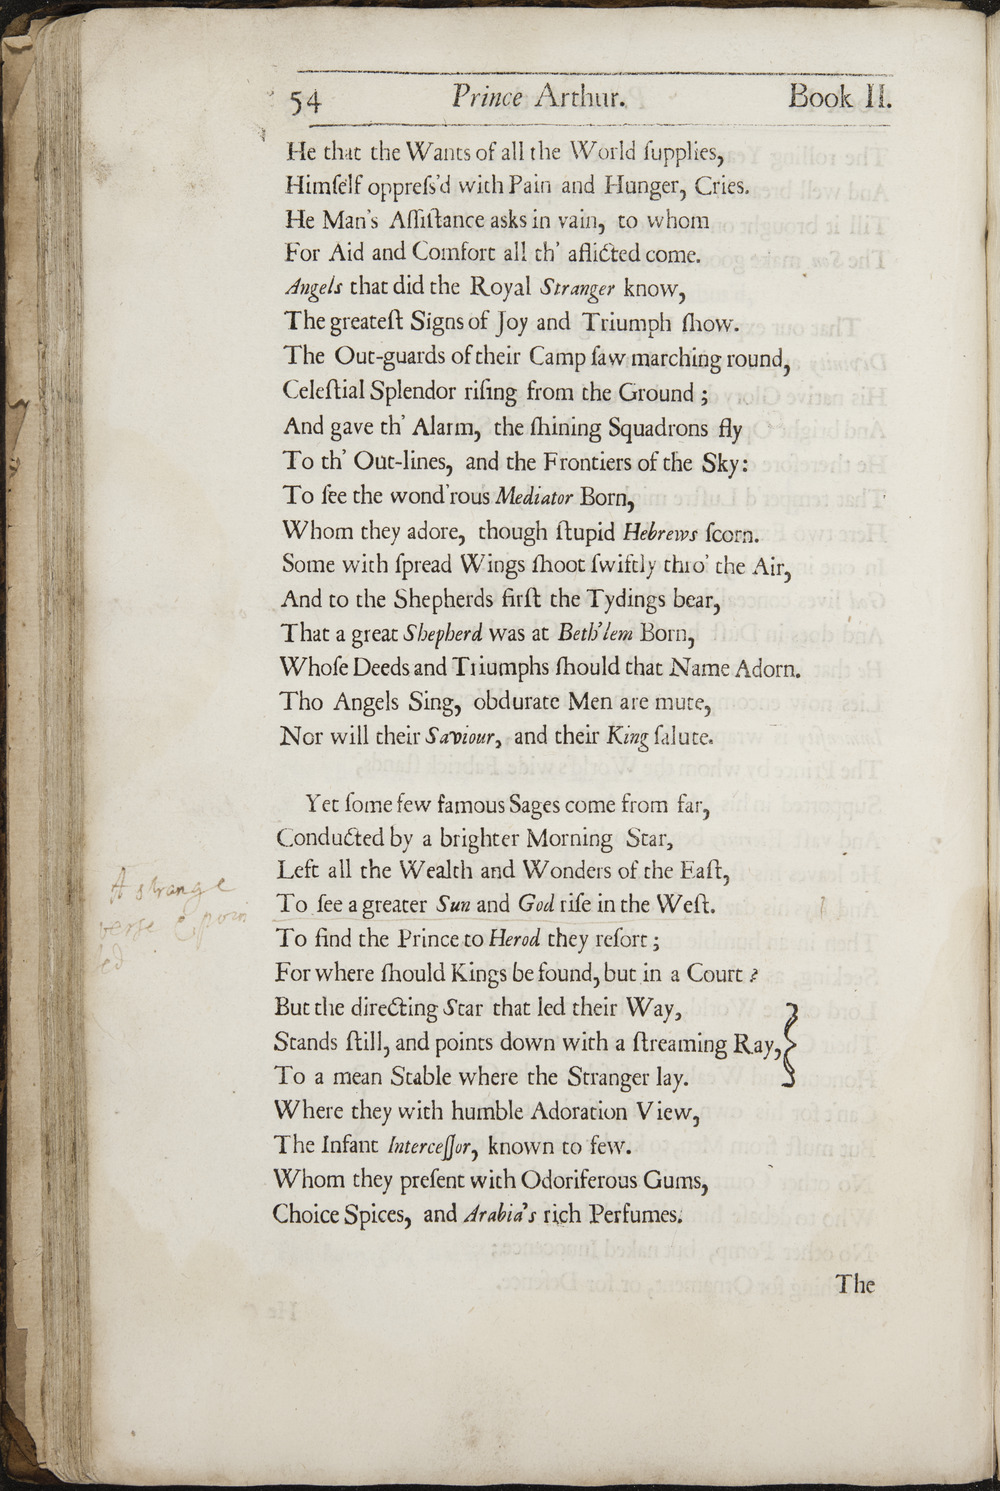 54 Prince Arthur. Book II.
He that the Wants of all the World ſupplies,
Himſelf oppreſs'd with Pain and Hunger, Cries.
He Man's Aſſiſtance asks in vain, to whom
For Aid and Comfort all th' aflicted come.
Angels that did the Royal Stranger know,
The greateſt Signs of Joy and Triumph ſhow.
The Out-guards of their Camp ſaw marching round,
Celeſtial Splendor riſing from the Ground;
And gave th' Alarm, the ſhining Squadrons fly
To th' Out-lines, and the Frontiers of the Sky:
To ſee the wond'rous Mediator Born,
Whom they adore, though ſtupid Hebrews ſcorn.
Some with ſpread Wings ſhoot ſwiftly thro' the Air,
And to the Shepherds firſt the Tydings bear,
That a great Shepherd was at Beth'lem Born,
Whoſe Deeds and Triumphs ſhould that Name Adorn.
Tho Angels Sing, obdurate Men are mute,
Nor will their Saviour, and their King ſalute.
Yet ſome few famous Sages come from far,
Conducted by a brighter Morning Star,
Left all the Wealth and Wonders of the Eaſt,
To ſee a greater Sun and God riſe in the Weſt.
A strange
verse &
To find the Prince to Herod they reſort;
For where ſhould Kings be found, but in a Court?
But the directing Star that led their Way,
Stands ſtill, and points down with a ſtreaming Ray,
To a mean Stable where the Stranger lay.
Where they with humble Adoration View,
The Infant Interceſſor, known to few.
Whom they preſent with Odoriferous Gums,
Choice Spices, and Arabia's rich Perfumes.
The